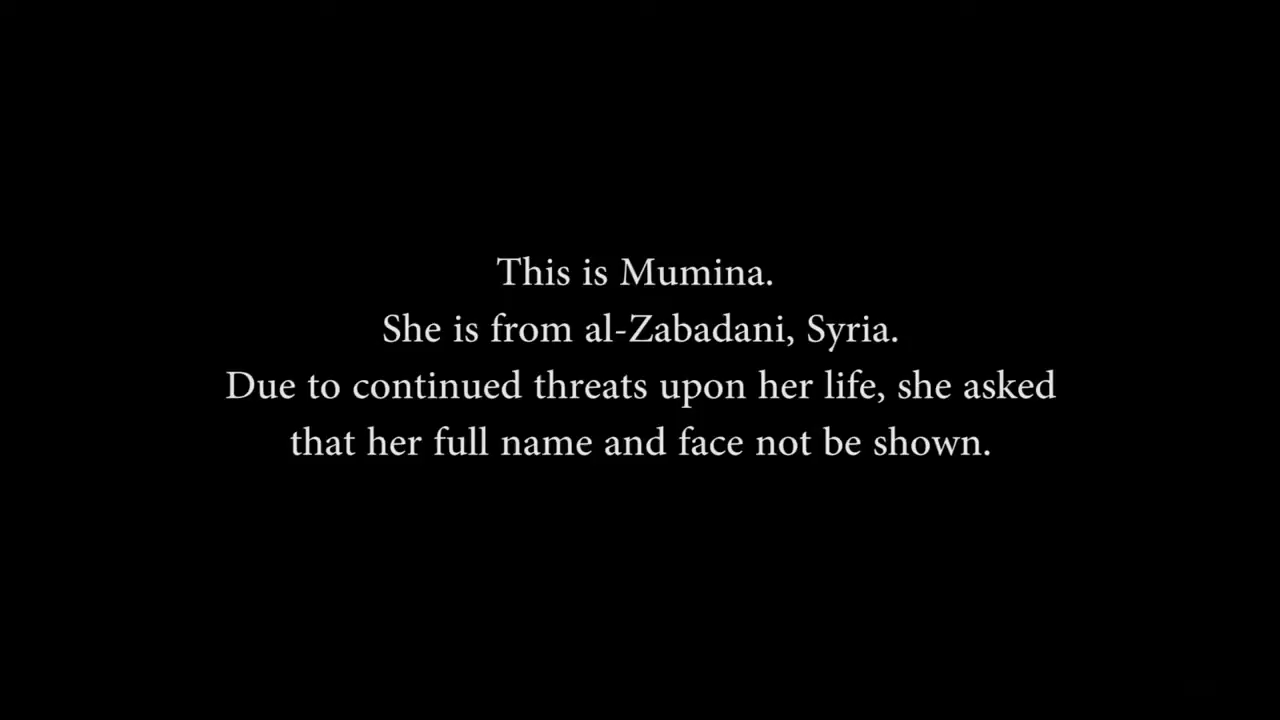 This is Mumina.
She is from al-Zabadani, Syria.
Due to continued threats upon her life, she asked
that her full name and face not be shown.